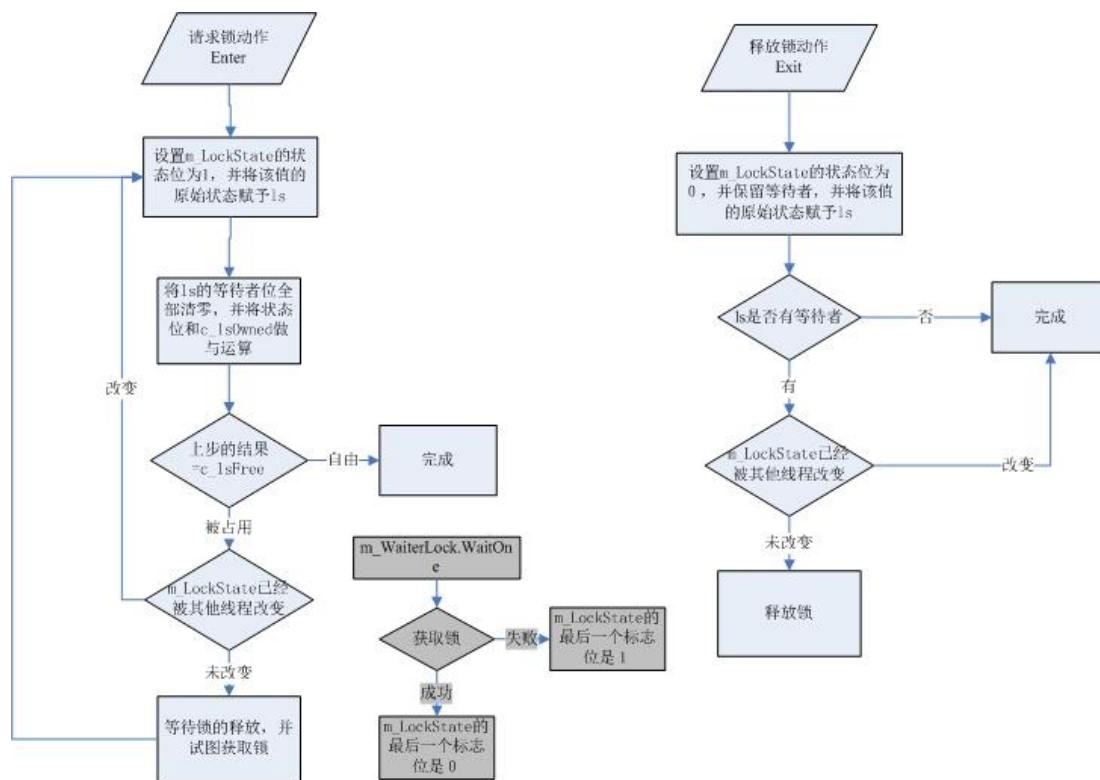 请求锁动作
Enter
设置m_LockState的状
态位为1，并将该值的
原始状态赋予ls
将ls的等待者位全
部清零，并将状态
位和c_lsOwned做
与运算
改变
上步的结果
=c_lsFree
自由
完成
被占用
m_LockState已经
被其他线程改变
未改变
等待锁的释放，并
试图获取锁
m_WaiterLock.WaitOn
e
获取锁
失败
m_LockState的
最后一个标志
位是 1
成功
m_LockState的
最后一个标志
位是 0
释放锁动作
Exit
设置m_LockState的状态位为
0，并保留等待者，并将该值
的原始状态赋予ls
ls是否有等待者
否
完成
有
m_LockState已经
被其他线程改变
改变
未改变
释放锁